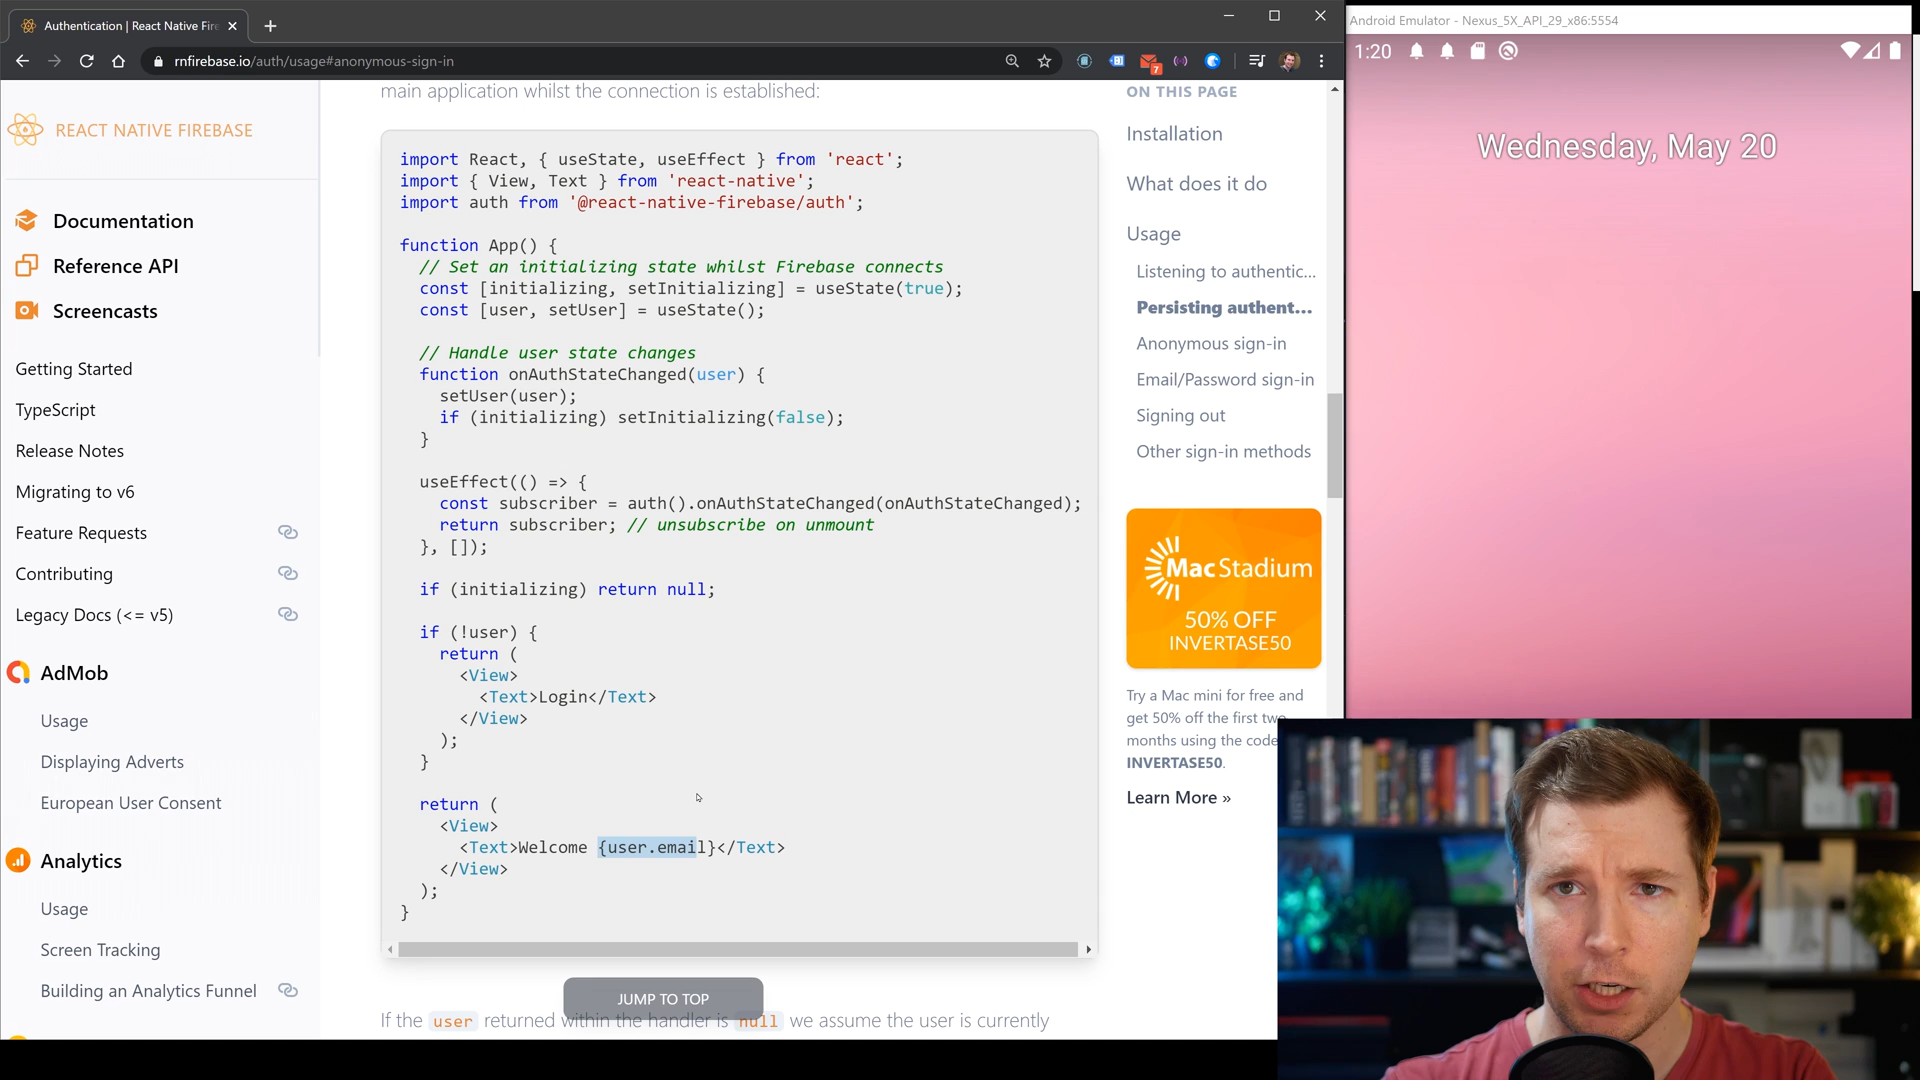 Authentication | React Native Fire
rnfirebase.io/auth/usage#anonymous-sign-in
7
Android Emulator - Nexus_5X_API_29_x86:5554
1:20
Wednesday, May 20
REACT NATIVE FIREBASE
Documentation
Reference API
Screencasts
Getting Started
TypeScript
Release Notes
Migrating to v6
Feature Requests
Contributing
Legacy Docs (<= v5)
AdMob
Usage
Displaying Adverts
European User Consent
Analytics
Usage
Screen Tracking
Building an Analytics Funnel
main application whilst the connection is established:
import React, { useState, useEffect } from 'react';
import { View, Text } from 'react-native';
import auth from '@react-native-firebase/auth';
function App() {
// Set an initializing state whilst Firebase connects
const [initializing, setInitializing] = useState(true);
const [user, setUser] = useState();
// Handle user state changes
function onAuthStateChanged(user) {
setUser(user);
if (initializing) setInitializing(false);
}
useEffect(() => {
const subscriber = auth().onAuthStateChanged(onAuthStateChanged);
return subscriber; // unsubscribe on unmount
}, []);
if (initializing) return null;
if (!user) {
return (
<View>
<Text>Login</Text>
</View>
);
}
return (
<View>
<Text>Welcome {user.email}</Text>
</View>
);
}
JUMP TO TOP
If the user returned within the handler is null we assume the user is currently
ON THIS PAGE
Installation
What does it do
Usage
Listening to authentic...
Persisting authent...
Anonymous sign-in
Email/Password sign-in
Signing out
Other sign-in methods
MacStadium
50% OFF
INVERTASE50
Try a Mac mini for free and
get 50% off the first two
months using the code
INVERTASE50.
Learn More »